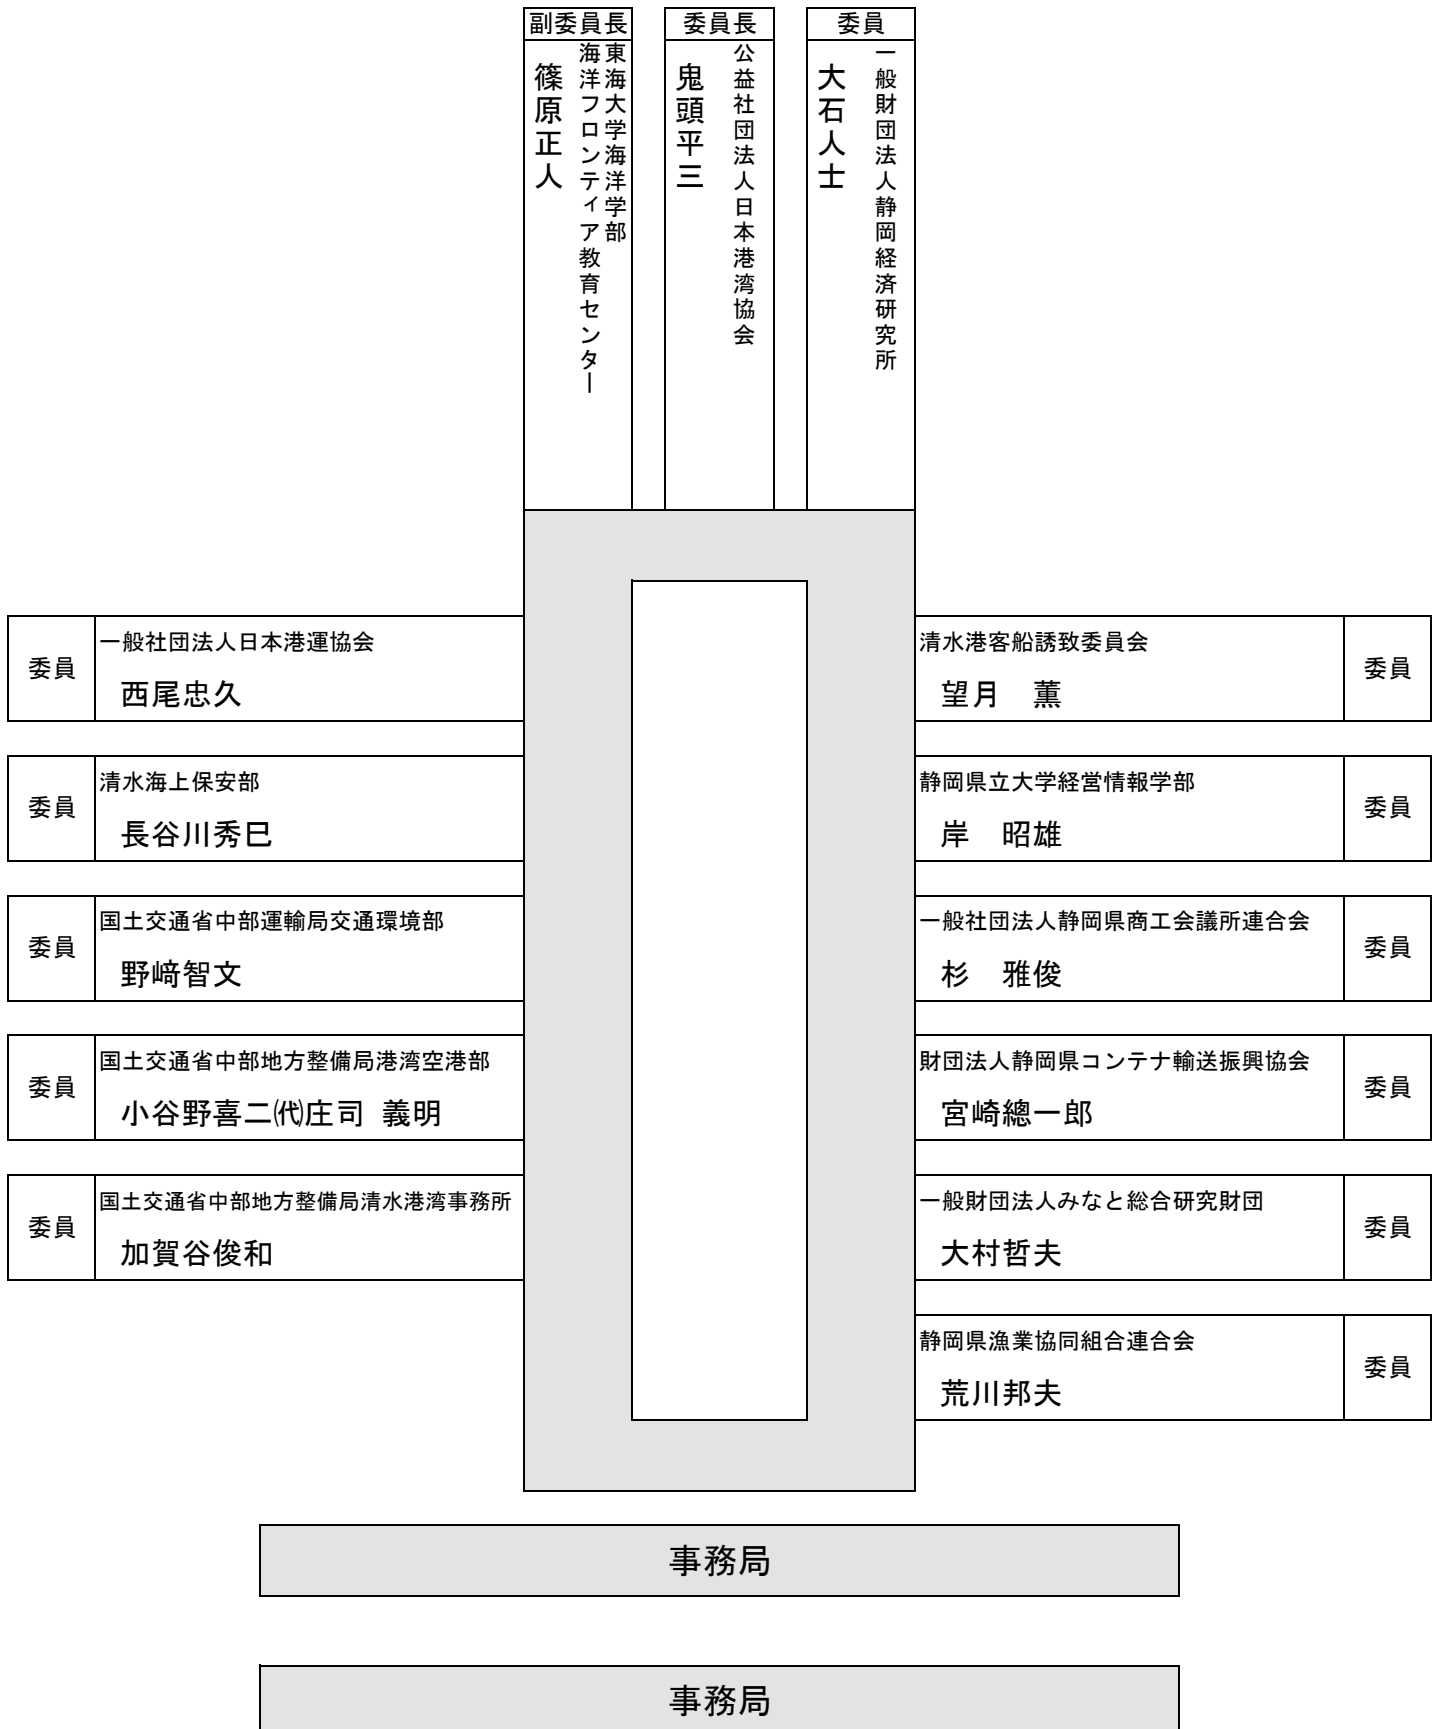 副委員長
東海大学海洋学部
海洋フロンティア教育センター
篠原正人
委員長
公益社団法人日本港湾協会
鬼頭平三
委員
一般財団法人静岡経済研究所
大石人士
委員
一般社団法人日本港運協会
西尾忠久
委員
清水海上保安部
長谷川秀巳
委員
国土交通省中部運輸局交通環境部
野﨑智文
委員
国土交通省中部地方整備局港湾空港部
小谷野喜二㈹庄司 義明
委員
国土交通省中部地方整備局清水港湾事務所
加賀谷俊和
清水港客船誘致委員会
望月　薫
委員
静岡県立大学経営情報学部
岸　昭雄
委員
一般社団法人静岡県商工会議所連合会
杉　雅俊
委員
財団法人静岡県コンテナ輸送振興協会
宮崎總一郎
委員
一般財団法人みなと総合研究財団
大村哲夫
委員
静岡県漁業協同組合連合会
荒川邦夫
委員
事務局
事務局